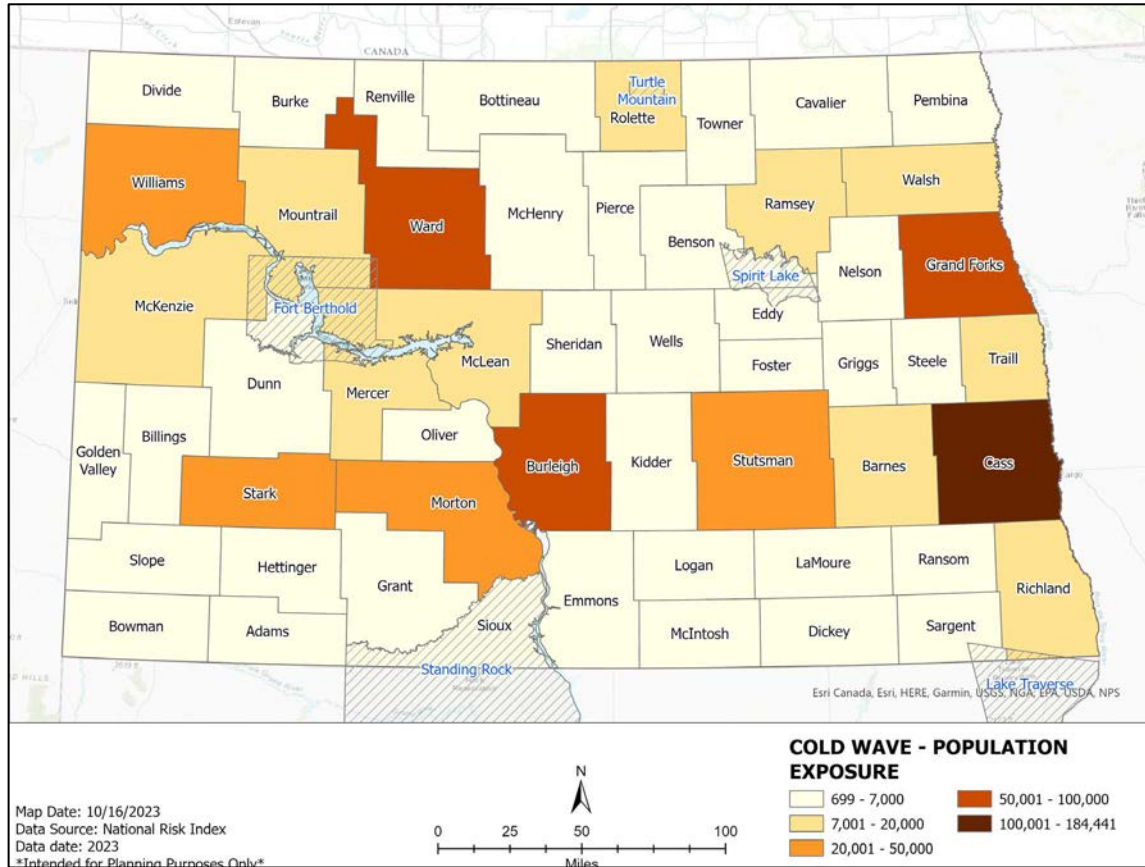 Estevan
CANADA
Divide
Burke
Renville
Bottineau
Turtle
Mountain
Rolette
Towner
Cavalier
Pembina
Williams
Mountrail
Ward
McHenry
Pierce
Benson
Ramsey
Walsh
Spirit Lake
Nelson
Grand Forks
McKenzie
Fort Berthold
McLean
Sheridan
Wells
Eddy
Foster
Griggs
Steele
Traill
Dunn
Mercer
Oliver
Golden
Valley
Billings
Burleigh
Kidder
Stutsman
Barnes
Cass
Stark
Morton
Slope
Hettinger
Grant
Emmons
Logan
LaMoure
Ransom
Richland
Bowman
Adams
Sioux
McIntosh
Dickey
Sargent
Standing Rock
Lake Traverse
Esri Canada, Esri, HERE, Garmin, USGS, NGA, EPA, USDA, NPS
COLD WAVE - POPULATION
EXPOSURE
699 - 7,000
7,001 - 20,000
20,001 - 50,000
50,001 - 100,000
100,001 - 184,441
N
0 25 50 75 100
Miles
Map Date: 10/16/2023
Data Source: National Risk Index
Data date: 2023
*Intended for Planning Purposes Only*